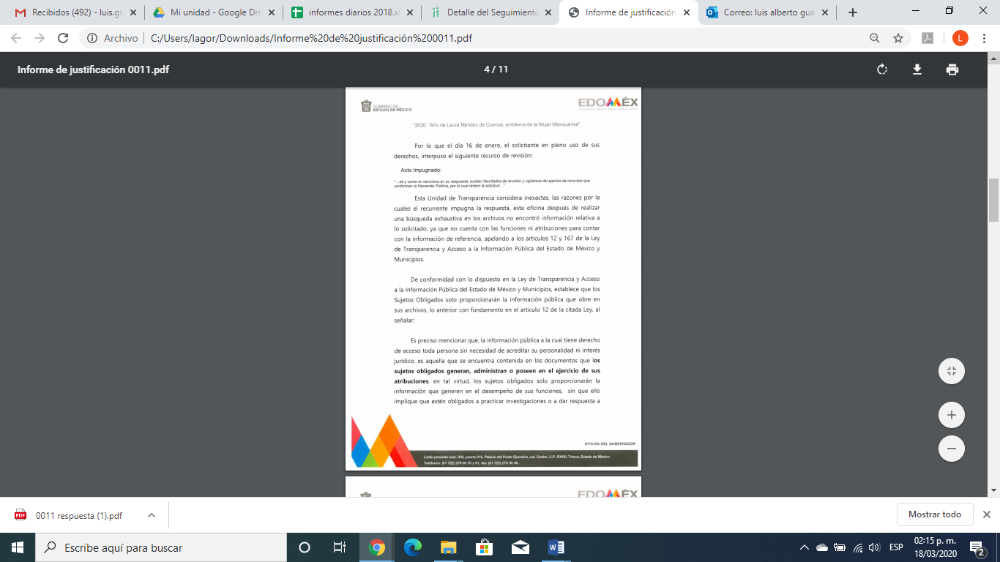 Recibidos (492) - luis.gu
Mi unidad - Google Dri
informes diarios 2018.xl
Detalle del Seguimiento
Informe de justificación
Correo: luis alberto gua
Archivo
C:/Users/lagor/Downloads/Informe%20de%20justificación%200011.pdf
L
Informe de justificación 0011.pdf
4 / 11
GOBIERNO DEL
ESTADO DE MÉXICO
EDOMÉX
"2020. "Año de Laura Méndez de Cuenca; emblema de la Mujer Mexiquense"
Por lo que el día 16 de enero, el solicitante en pleno uso de sus
derechos, interpuso el siguiente recurso de revisión:
Acto Impugnado:
"...tal y como lo menciona en su respuesta, existen facultades de revisión y vigilancia del ejericio de recursos que
conforman la Hacienda Pública, por lo cual reitero la solicitud..."
Esta Unidad de Transparencia considera inexactas, las razones por la
cuales el recurrente impugna la respuesta, esta oficina después de realizar
una búsqueda exhaustiva en los archivos no encontró información relativa a
lo solicitado; ya que no cuenta con las funciones ni atribuciones para contar
con la información de referencia, apelando a los artículos 12 y 167 de la Ley
de Transparencia y Acceso a la Información Pública del Estado de México y
Municipios.
De conformidad con lo dispuesto en la Ley de Transparencia y Acceso
a la Información Pública del Estado de México y Municipios, establece que los
Sujetos Obligados solo proporcionarán la información pública que obre en
sus archivos, lo anterior con fundamento en el artículo 12 de la citada Ley, al
señalar:
Es preciso mencionar que, la información pública a la cual tiene derecho
de acceso toda persona sin necesidad de acreditar su personalidad ni interés
jurídico, es aquella que se encuentra contenida en los documentos que los
sujetos obligados generan, administran o poseen en el ejercicio de sus
atribuciones; en tal virtud, los sujetos obligados solo proporcionarán la
información que generen en el desempeño de sus funciones, sin que ello
implique que estén obligados a practicar investigaciones o a dar respuesta a
OFICINA DEL GOBERNADOR
Lerdo poniente núm. 300, puerta 216, Palacio del Poder Ejecutivo, col. Centro, C.P. 50000, Toluca, Estado de México.
Teléfonos: (01 722) 276 00 50 y 51, fax: (01 722) 276 00 46.
EDOMÉX
0011 respuesta (1).pdf
Mostrar todo
Escribe aquí para buscar
ESP
02:15 p. m.
18/03/2020
2